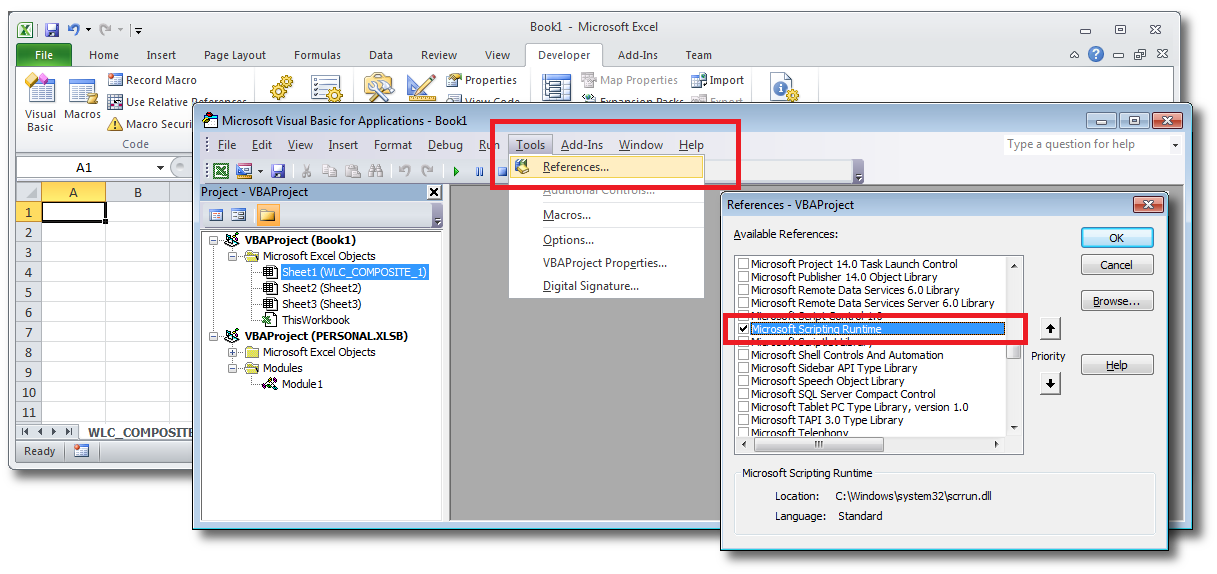 Book1 - Microsoft Excel
File Home Insert Page Layout Formulas Data Review View Developer Add-Ins Team
Record Macro
Use Relative References
Macro Securi
Visual Basic
Macros
Code
Properties
View Code
Map Properties
Expansion Packs
Import
Export
A1
A B
1
2
3
4
5
6
7
8
9
10
11
WLC_COMPOSITE
Ready
Microsoft Visual Basic for Applications - Book1
File Edit View Insert Format Debug Run Tools Add-Ins Window Help
Type a question for help
References...
Additional Controls...
Macros...
Options...
VBAProject Properties...
Digital Signature...
Project - VBAProject
VBAProject (Book1)
Microsoft Excel Objects
Sheet1 (WLC_COMPOSITE_1)
Sheet2 (Sheet2)
Sheet3 (Sheet3)
ThisWorkbook
VBAProject (PERSONAL.XLSB)
Microsoft Excel Objects
Modules
Module1
References - VBAProject
Available References:
Microsoft Project 14.0 Task Launch Control
Microsoft Publisher 14.0 Object Library
Microsoft Remote Data Services 6.0 Library
Microsoft Remote Data Services Server 6.0 Library
Microsoft Script Control 1.0
Microsoft Scripting Runtime
Microsoft Scriptlet Library
Microsoft Shell Controls And Automation
Microsoft Sidebar API Type Library
Microsoft Speech Object Library
Microsoft SQL Server Compact Control
Microsoft Tablet PC Type Library, version 1.0
Microsoft TAPI 3.0 Type Library
Microsoft Telephony
OK
Cancel
Browse...
Priority
Help
Microsoft Scripting Runtime
Location: C:\Windows\system32\scrrun.dll
Language: Standard